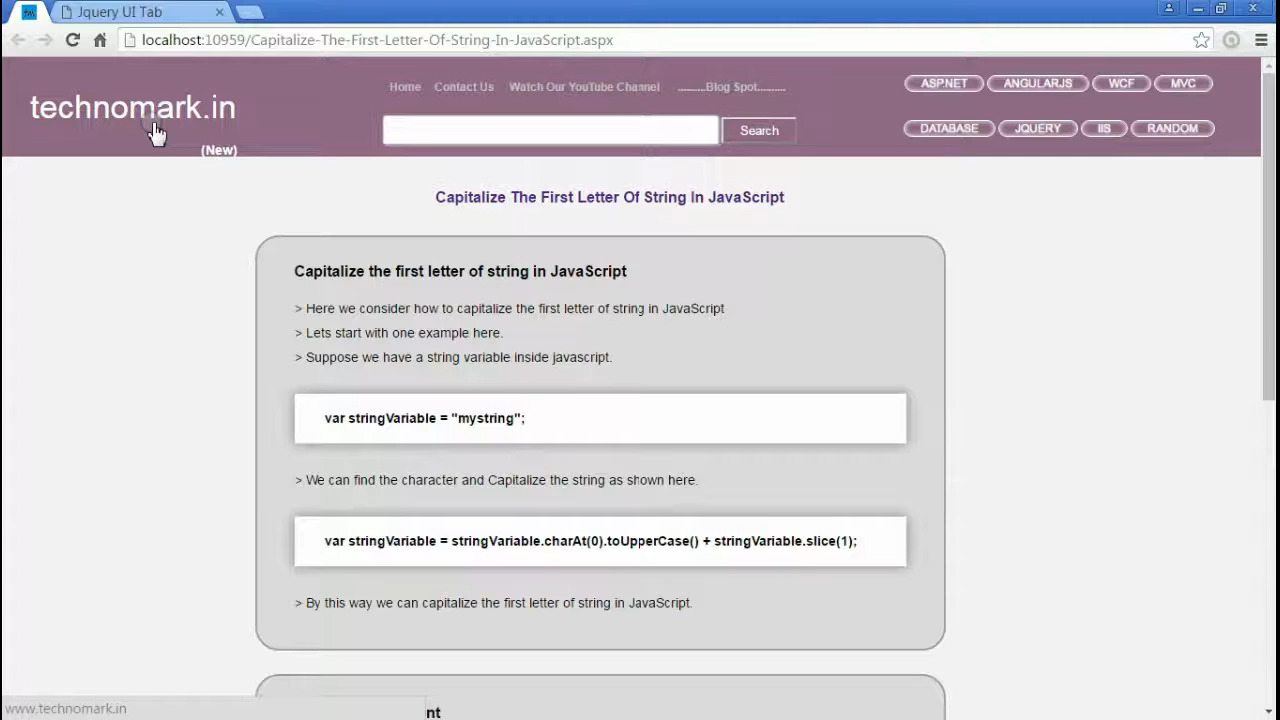 Jquery UI Tab
localhost:10959/Capitalize-The-First-Letter-Of-String-In-JavaScript.aspx
technomark.in
(New)
Home Contact Us Watch Our YouTube Channel .........Blog Spot.........
Search
ASP.NET ANGULARJS WCF MVC
DATABASE JQUERY IIS RANDOM
Capitalize The First Letter Of String In JavaScript
Capitalize the first letter of string in JavaScript
> Here we consider how to capitalize the first letter of string in JavaScript
> Lets start with one example here.
> Suppose we have a string variable inside javascript.
var stringVariable = "mystring";
> We can find the character and Capitalize the string as shown here.
var stringVariable = stringVariable.charAt(0).toUpperCase() + stringVariable.slice(1);
> By this way we can capitalize the first letter of string in JavaScript.
www.technomark.in